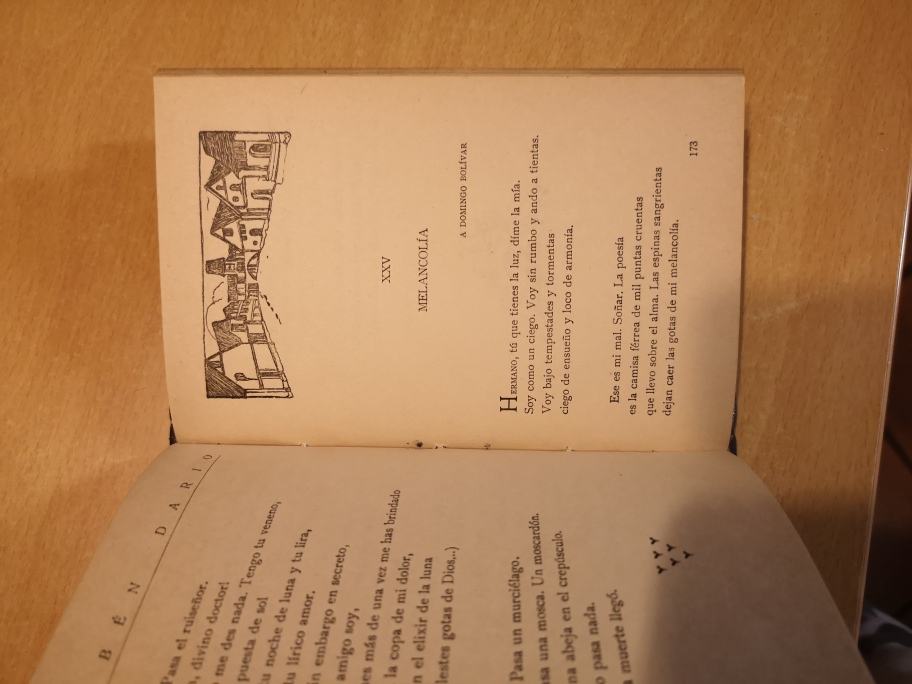 BÉN DARIO
Pasa el ruiseñor.
divino doctor!
me des nada. Tengo tu veneno,
puesta de sol
noche de luna y tu lira,
lírico amor.
embargo en secreto,
amigo soy,
más de una vez me has brindado
la copa de mi dolor,
el elixir de la luna
gotas de Dios...)
Pasa un murciélago.
una mosca. Un moscardón.
abeja en el crepúsculo.
pasa nada.
muerte llegó.
XXV
MELANCOLÍA
A DOMINGO BOLÍVAR
HERMANO, tú que tienes la luz, díme la mía.
Soy como un ciego. Voy sin rumbo y ando a tientas.
Voy bajo tempestades y tormentas
ciego de ensueño y loco de armonía.
Ese es mi mal. Soñar. La poesía
es la camisa férrea de mil puntas cruentas
que llevo sobre el alma. Las espinas sangrientas
dejan caer las gotas de mi melancolía.
173